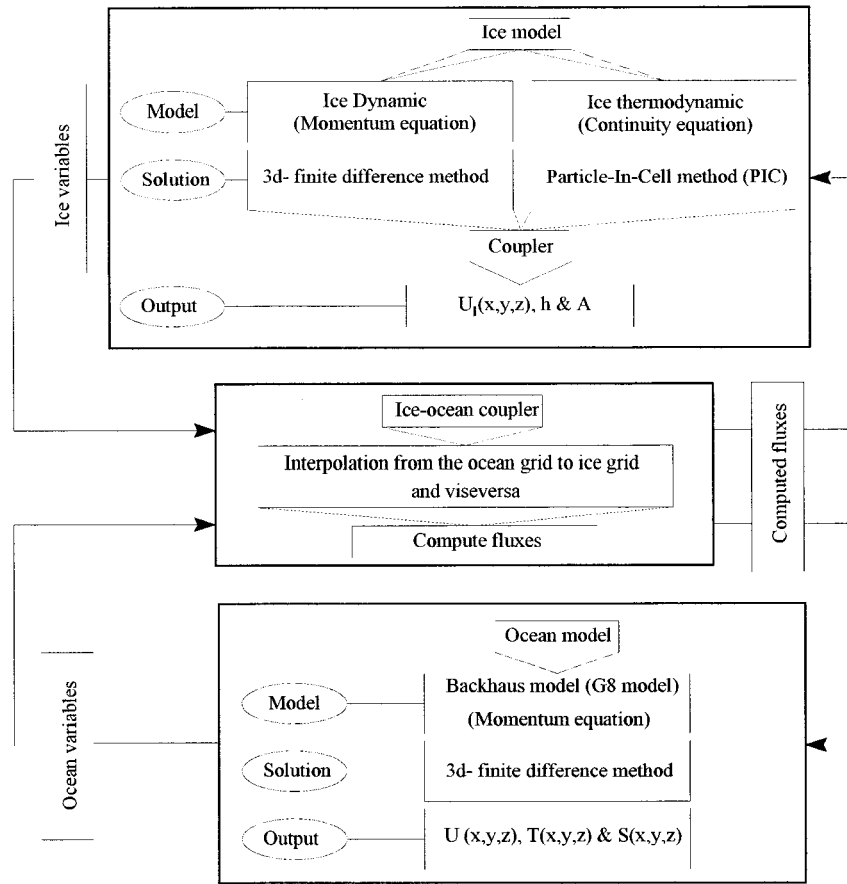 Ice model
Model
Ice Dynamic
(Momentum equation)
Ice thermodynamic
(Continuity equation)
Solution
3d- finite difference method
Particle-In-Cell method (PIC)
Coupler
Output
UI(x,y,z), h & A
Ice variables
Ice-ocean coupler
Interpolation from the ocean grid to ice grid
and viseversa
Compute fluxes
Computed fluxes
Ocean model
Model
Backhaus model (G8 model)
(Momentum equation)
Solution
3d- finite difference method
Output
U (x,y,z), T(x,y,z) & S(x,y,z)
Ocean variables